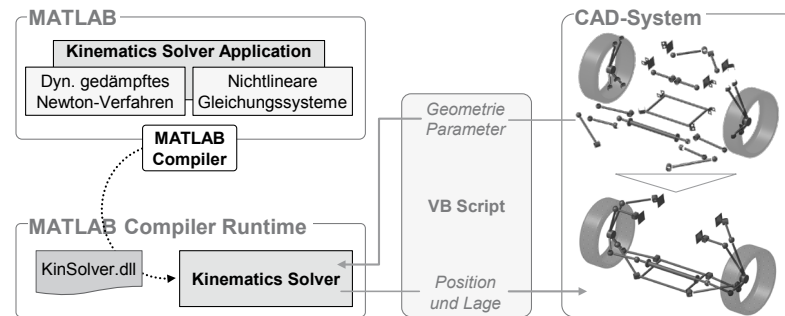 MATLAB
Kinematics Solver Application
Dyn. gedämpftes
Newton-Verfahren
Nichtlineare
Gleichungssysteme
MATLAB
Compiler
MATLAB Compiler Runtime
KinSolver.dll
Kinematics Solver
Geometrie
Parameter
VB Script
Position
und Lage
CAD-System